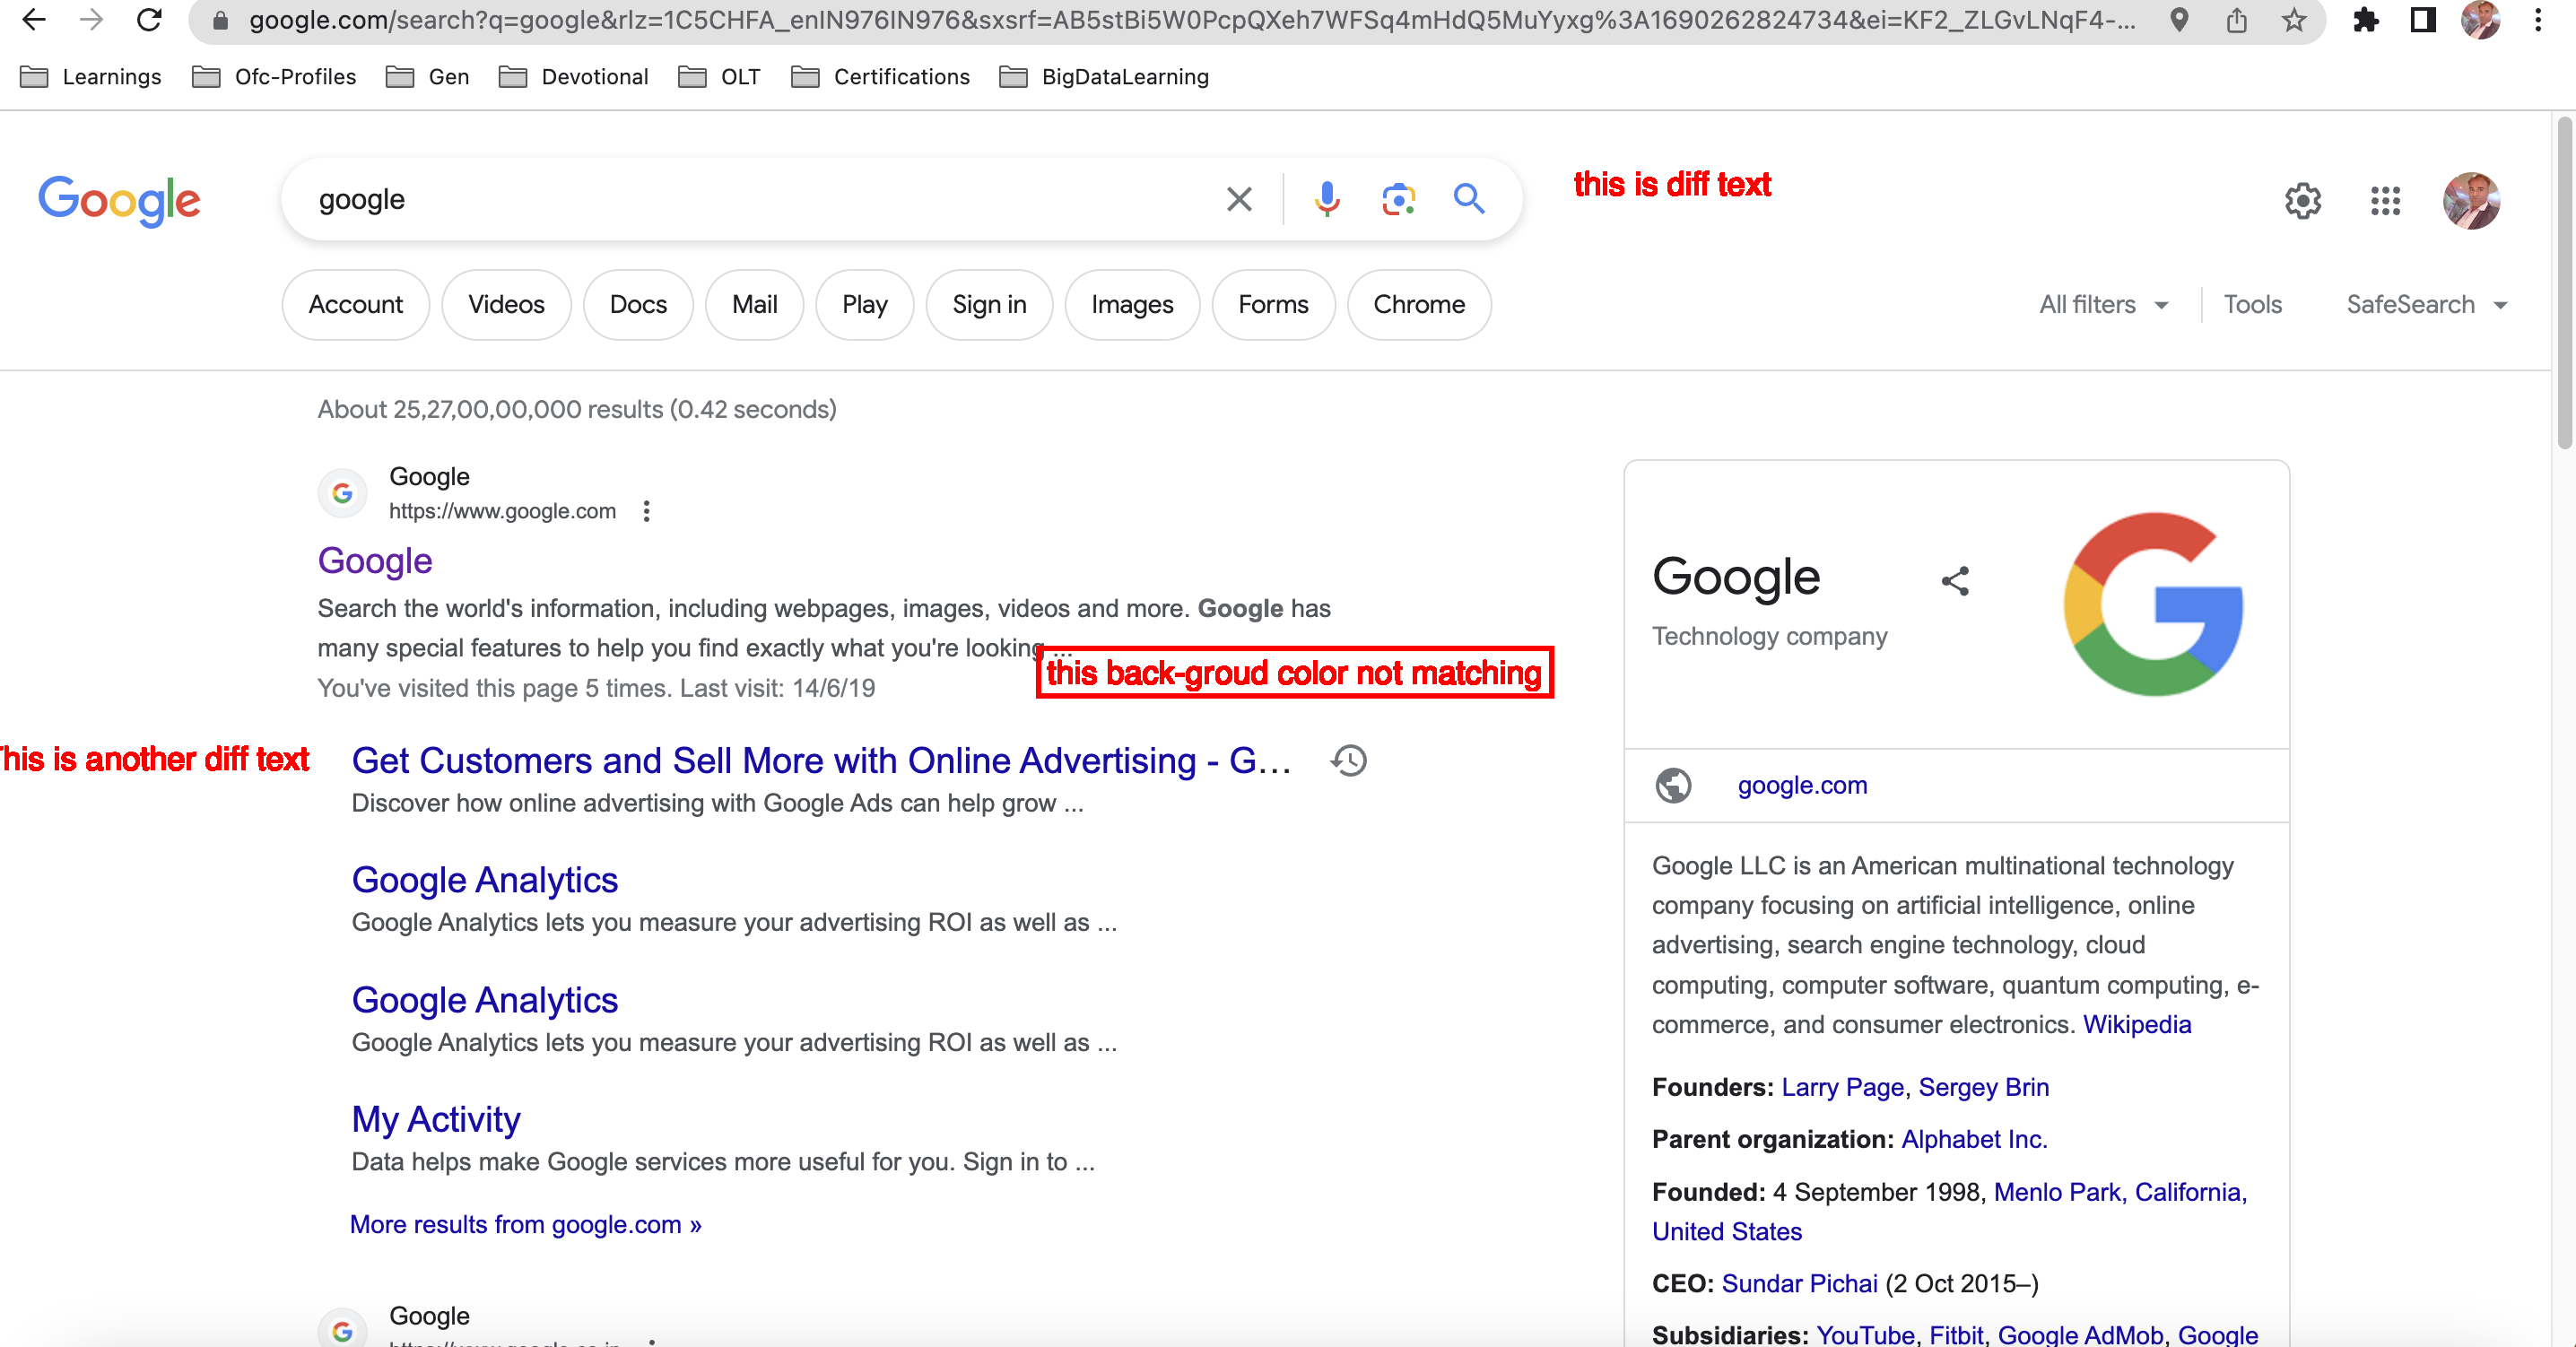 google.com/search?q=google&rlz=1C5CHFA_enIN976IN976&sxsrf=AB5stBi5W0PcpQXeh7WFSq4mHdQ5MuYyxg%3A1690262824734&ei=KF2_ZLGvLNqF4-...
Learnings Ofc-Profiles Gen Devotional OLT Certifications BigDataLearning
Google google this is diff text
Account Videos Docs Mail Play Sign in Images Forms Chrome All filters Tools SafeSearch
About 25,27,00,00,000 results (0.42 seconds)
Google
https://www.google.com
Google
Search the world's information, including webpages, images, videos and more. Google has
many special features to help you find exactly what you're looking ...
this back-groud color not matching
You've visited this page 5 times. Last visit: 14/6/19
This is another diff text
Get Customers and Sell More with Online Advertising - G...
Discover how online advertising with Google Ads can help grow ...
Google Analytics
Google Analytics lets you measure your advertising ROI as well as ...
Google Analytics
Google Analytics lets you measure your advertising ROI as well as ...
My Activity
Data helps make Google services more useful for you. Sign in to ...
More results from google.com »
Google
Google
Technology company
google.com
Google LLC is an American multinational technology
company focusing on artificial intelligence, online
advertising, search engine technology, cloud
computing, computer software, quantum computing, e-
commerce, and consumer electronics. Wikipedia
Founders: Larry Page, Sergey Brin
Parent organization: Alphabet Inc.
Founded: 4 September 1998, Menlo Park, California,
United States
CEO: Sundar Pichai (2 Oct 2015–)
Subsidiaries: YouTube, Fitbit, Google AdMob, Google